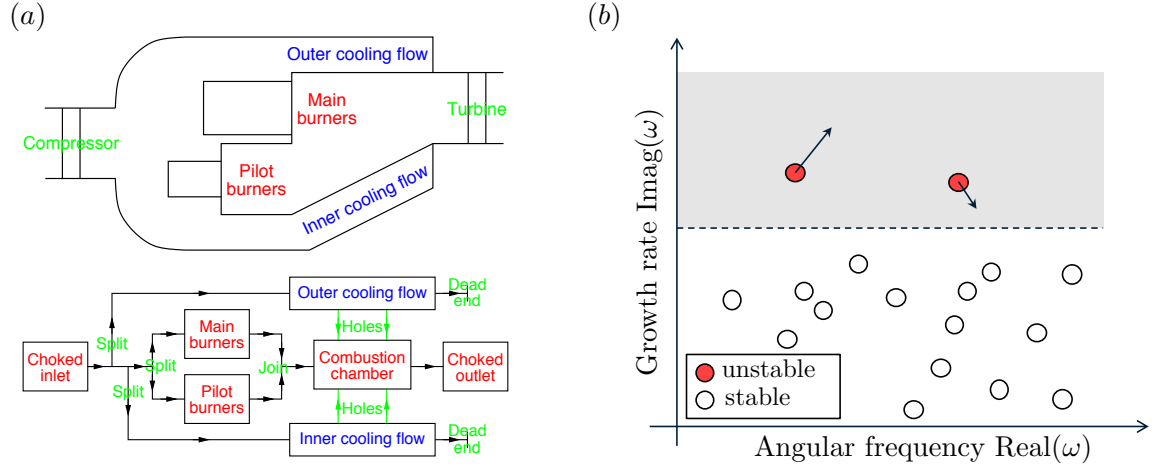 (a)
Outer cooling flow
Main
burners
Turbine
Compressor
Pilot
burners
Inner cooling flow
Outer cooling flow
Dead
end
Holes
Main
burners
Split
Choked
inlet
Split
Join
Combustion
chamber
Choked
outlet
Split
Pilot
burners
Holes
Inner cooling flow
Dead
end
(b)
Growth rate Imag(ω)
unstable
stable
Angular frequency Real(ω)